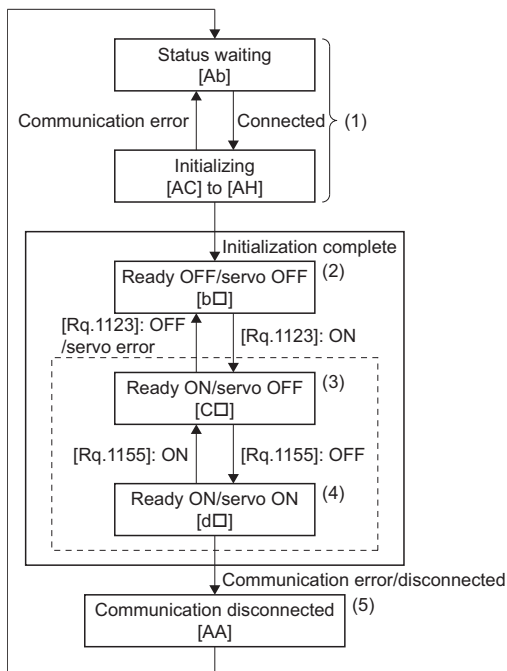 Status waiting
[Ab]
Communication error
Connected
(1)
Initializing
[AC] to [AH]
Initialization complete
Ready OFF/servo OFF
[b□]
(2)
[Rq.1123]: OFF
/servo error
[Rq.1123]: ON
Ready ON/servo OFF
[C□]
(3)
[Rq.1155]: ON
[Rq.1155]: OFF
Ready ON/servo ON
[d□]
(4)
Communication error/disconnected
Communication disconnected
[AA]
(5)